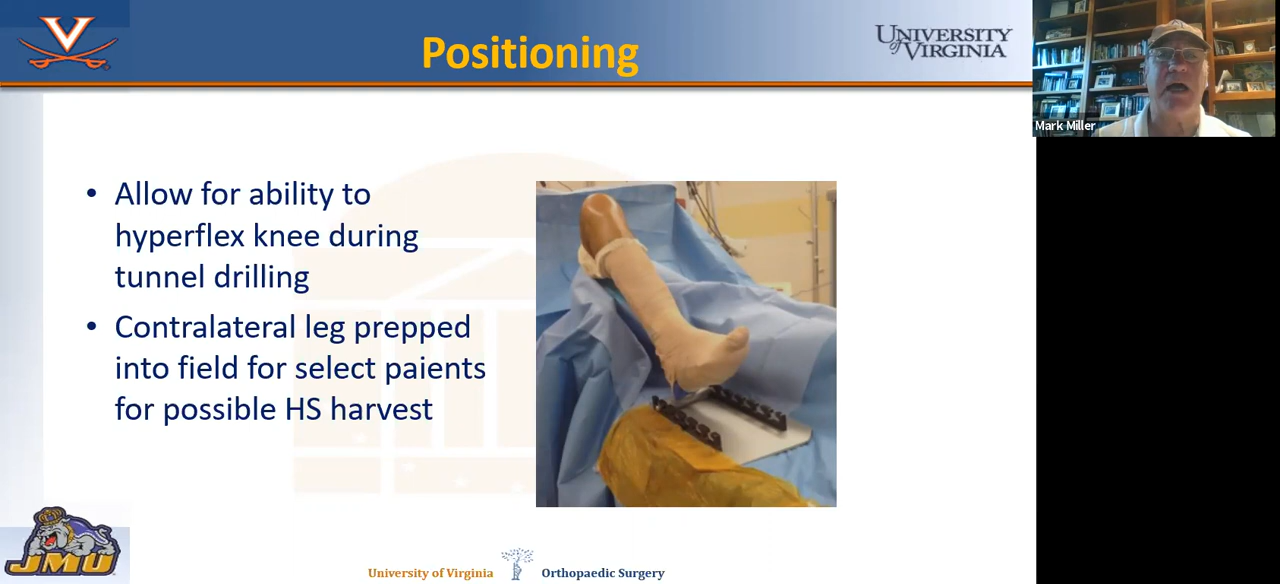 Positioning
UNIVERSITY
of VIRGINIA
Mark Miller
• Allow for ability to
hyperflex knee during
tunnel drilling
• Contralateral leg prepped
into field for select paients
for possible HS harvest
JMU
University of Virginia Orthopaedic Surgery